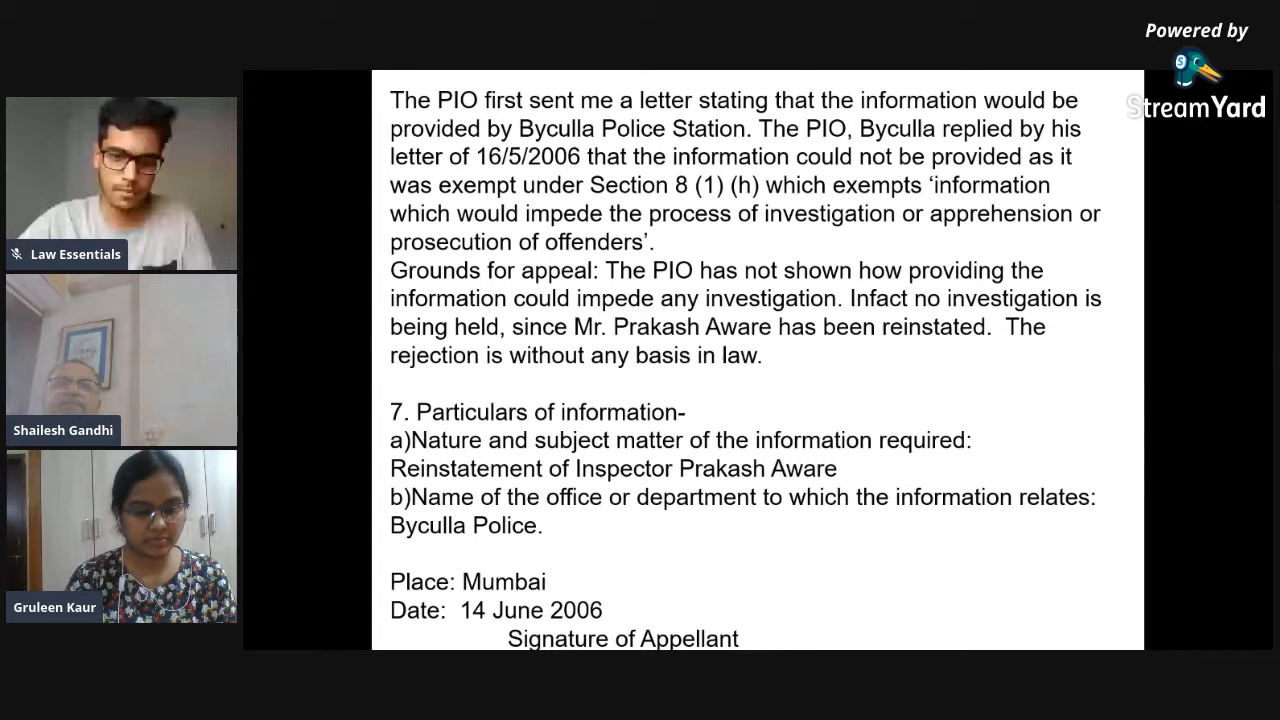 Powered by
StreamYard
The PIO first sent me a letter stating that the information would be
provided by Byculla Police Station. The PIO, Byculla replied by his
letter of 16/5/2006 that the information could not be provided as it
was exempt under Section 8 (1) (h) which exempts ‘information
which would impede the process of investigation or apprehension or
prosecution of offenders’.
Grounds for appeal: The PIO has not shown how providing the
information could impede any investigation. Infact no investigation is
being held, since Mr. Prakash Aware has been reinstated.  The
rejection is without any basis in law.
7. Particulars of information-
a)Nature and subject matter of the information required:
Reinstatement of Inspector Prakash Aware
b)Name of the office or department to which the information relates:
Byculla Police.
Place: Mumbai
Date:  14 June 2006
Signature of Appellant
Law Essentials
Shailesh Gandhi
Gruleen Kaur